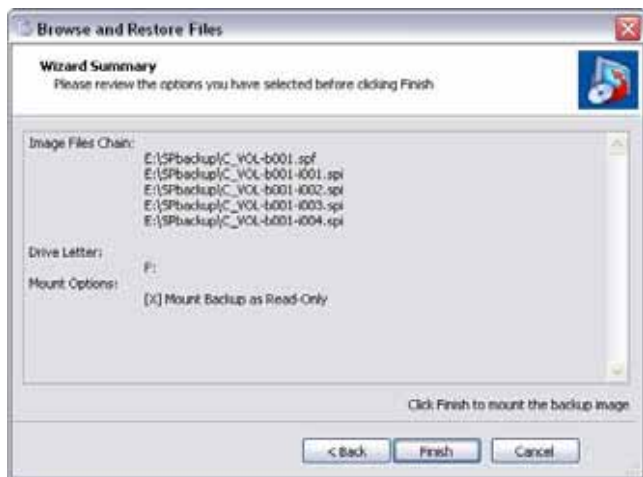 Browse and Restore Files
Wizard Summary
Please review the options you have selected before clicking Finish
Image Files Chain:
E:\SPbackup\C_VOL-b001.spf
E:\SPbackup\C_VOL-b001-i001.spi
E:\SPbackup\C_VOL-b001-i002.spi
E:\SPbackup\C_VOL-b001-i003.spi
E:\SPbackup\C_VOL-b001-i004.spi
Drive Letter:
F:
Mount Options:
[X] Mount Backup as Read-Only
Click Finish to mount the backup image
< Back Finish Cancel